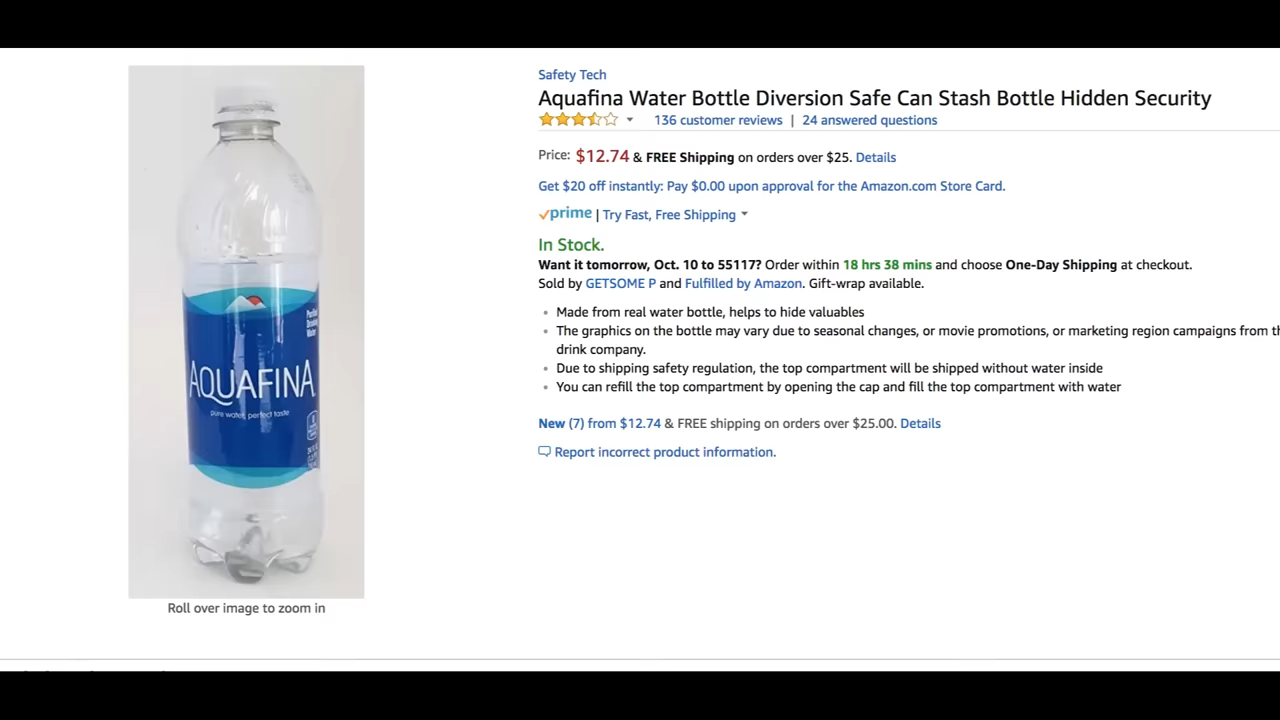 Safety Tech
Aquafina Water Bottle Diversion Safe Can Stash Bottle Hidden Security
136 customer reviews | 24 answered questions
Price: $12.74 & FREE Shipping on orders over $25. Details
Get $20 off instantly: Pay $0.00 upon approval for the Amazon.com Store Card.
prime | Try Fast, Free Shipping
In Stock.
Want it tomorrow, Oct. 10 to 55117? Order within 18 hrs 38 mins and choose One-Day Shipping at checkout.
Sold by GETSOME P and Fulfilled by Amazon. Gift-wrap available.
Made from real water bottle, helps to hide valuables
The graphics on the bottle may vary due to seasonal changes, or movie promotions, or marketing region campaigns from
drink company.
Due to shipping safety regulation, the top compartment will be shipped without water inside
You can refill the top compartment by opening the cap and fill the top compartment with water
New (7) from $12.74 & FREE shipping on orders over $25.00. Details
Report incorrect product information.
Purified
Drinking
Water
AQUAFINA
pure water, perfect taste
Roll over image to zoom in